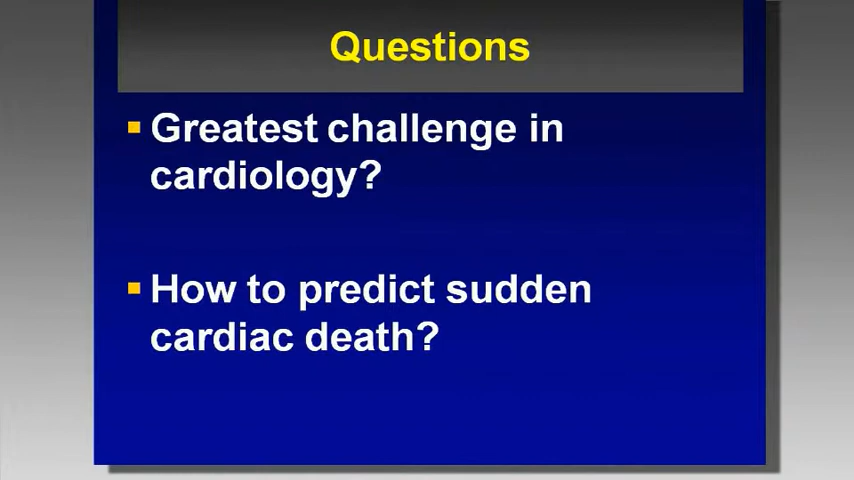 Questions
Greatest challenge in
cardiology?
How to predict sudden
cardiac death?